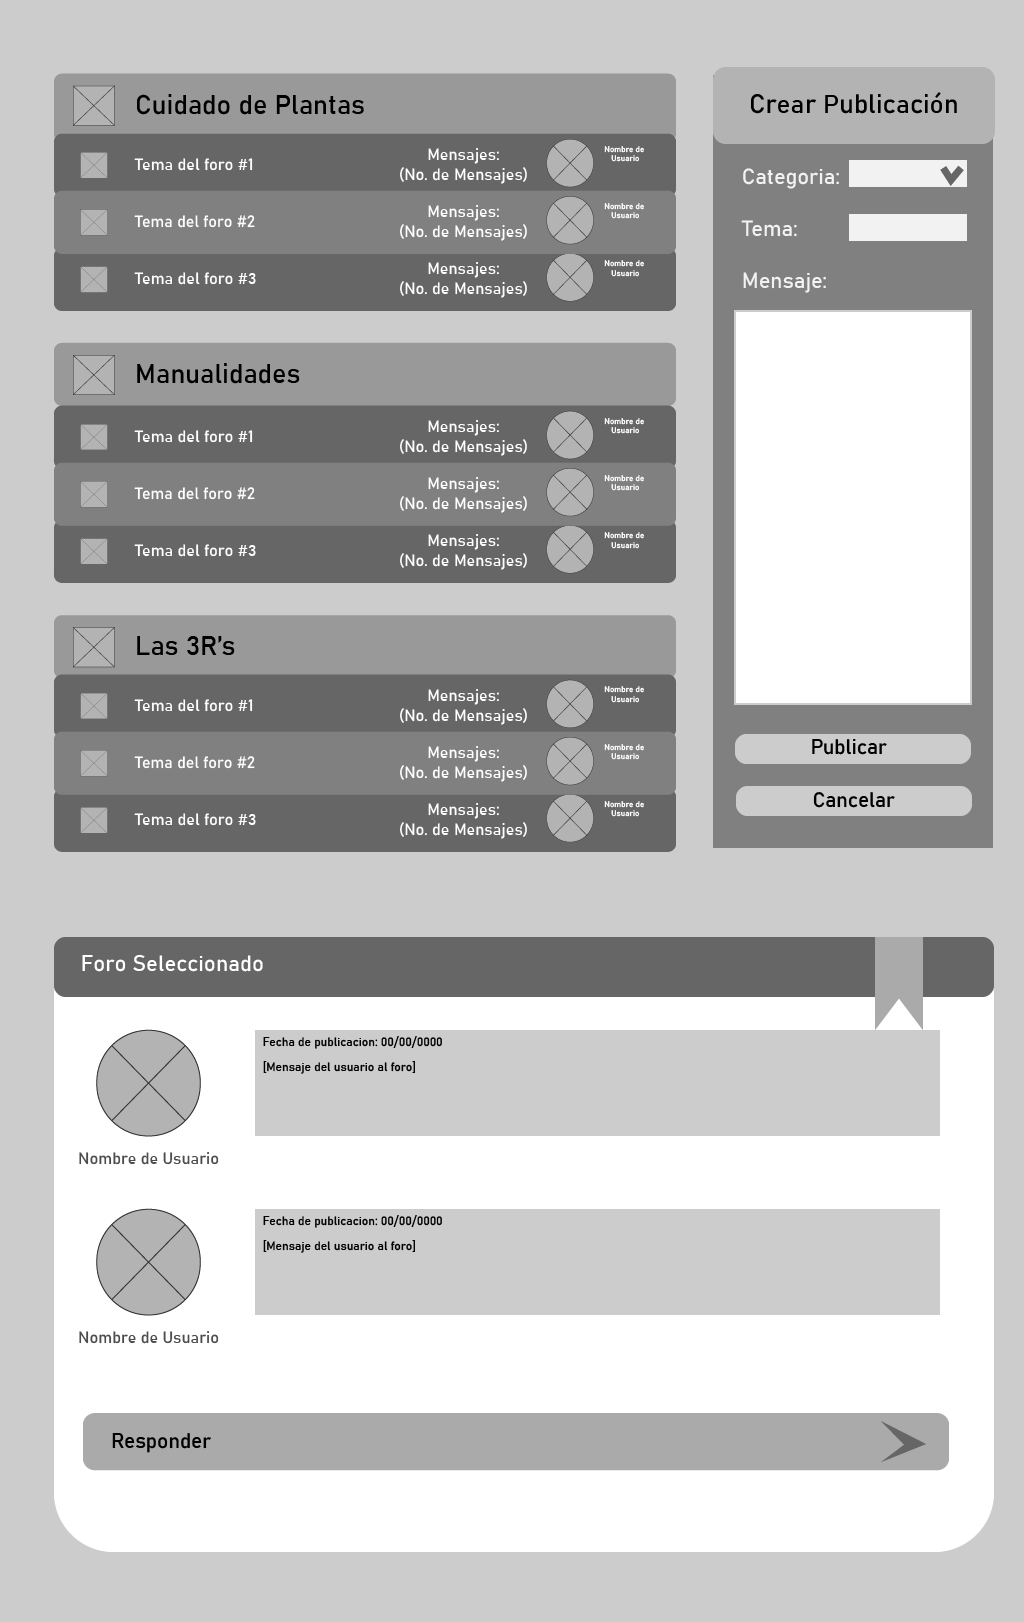 Cuidado de Plantas
Tema del foro #1
Mensajes:
(No. de Mensajes)
Nombre de
Usuario
Tema del foro #2
Mensajes:
(No. de Mensajes)
Nombre de
Usuario
Tema del foro #3
Mensajes:
(No. de Mensajes)
Nombre de
Usuario
Manualidades
Tema del foro #1
Mensajes:
(No. de Mensajes)
Nombre de
Usuario
Tema del foro #2
Mensajes:
(No. de Mensajes)
Nombre de
Usuario
Tema del foro #3
Mensajes:
(No. de Mensajes)
Nombre de
Usuario
Las 3R’s
Tema del foro #1
Mensajes:
(No. de Mensajes)
Nombre de
Usuario
Tema del foro #2
Mensajes:
(No. de Mensajes)
Nombre de
Usuario
Tema del foro #3
Mensajes:
(No. de Mensajes)
Nombre de
Usuario
Crear Publicación
Categoria:
Tema:
Mensaje:
Publicar
Cancelar
Foro Seleccionado
Fecha de publicacion: 00/00/0000
[Mensaje del usuario al foro]
Nombre de Usuario
Fecha de publicacion: 00/00/0000
[Mensaje del usuario al foro]
Nombre de Usuario
Responder